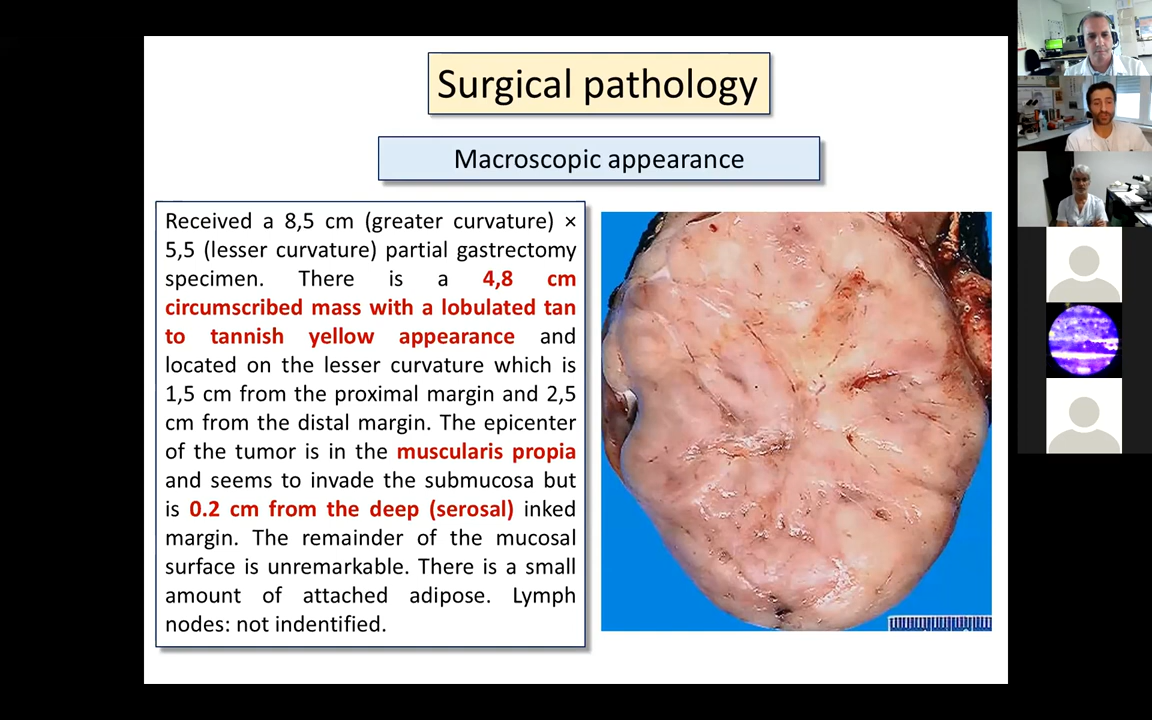 Surgical pathology
Macroscopic appearance
Received a 8,5 cm (greater curvature) ×
5,5 (lesser curvature) partial gastrectomy
specimen. There is a 4,8 cm
circumscribed mass with a lobulated tan
to tannish yellow appearance and
located on the lesser curvature which is
1,5 cm from the proximal margin and 2,5
cm from the distal margin. The epicenter
of the tumor is in the muscularis propia
and seems to invade the submucosa but
is 0.2 cm from the deep (serosal) inked
margin. The remainder of the mucosal
surface is unremarkable. There is a small
amount of attached adipose. Lymph
nodes: not indentified.